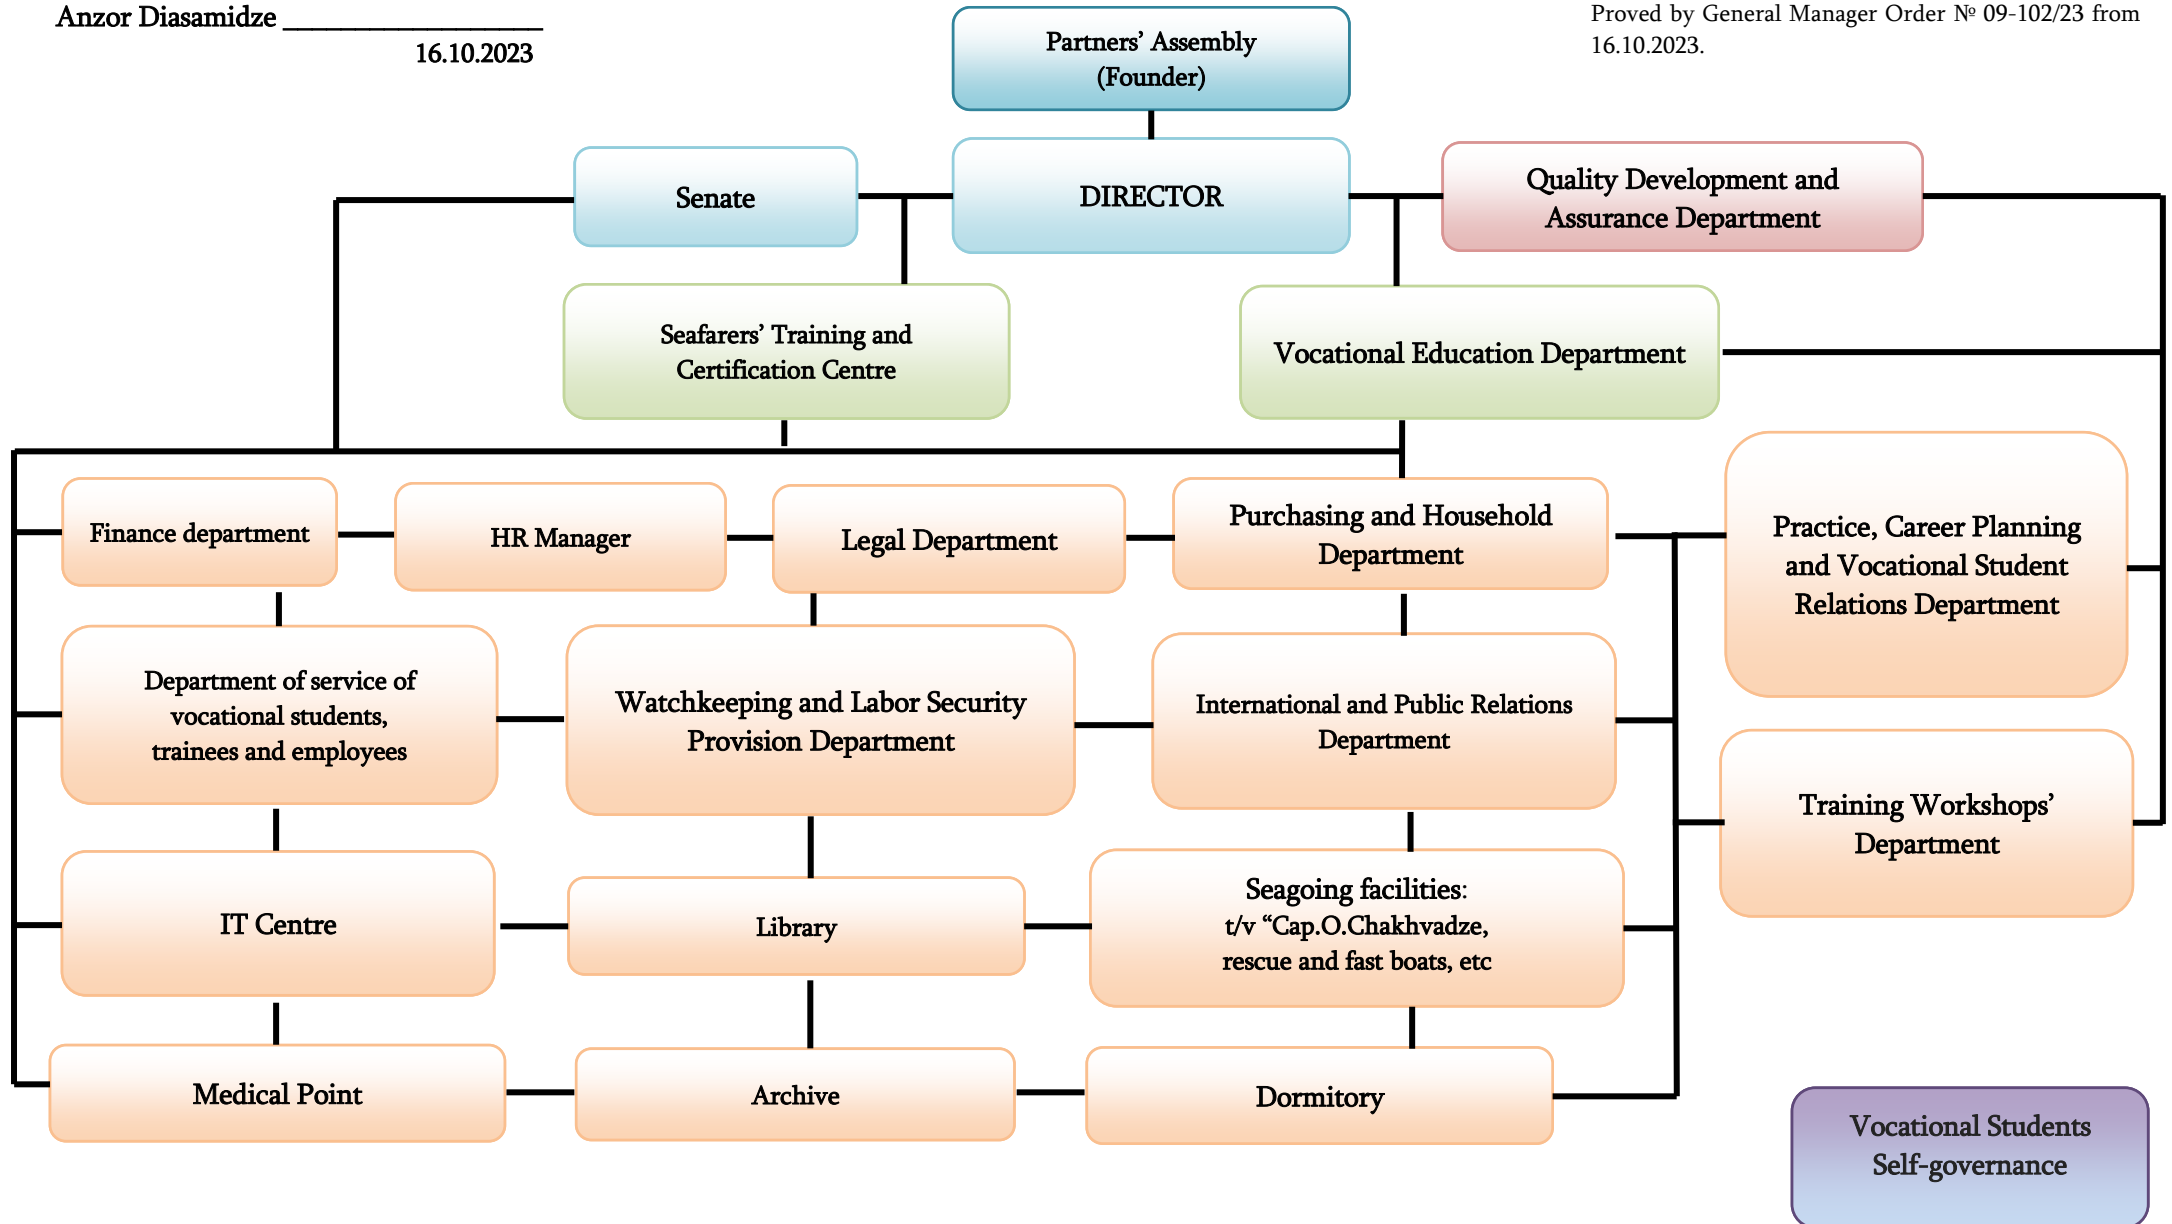 Anzor Diasamidze ____________________
16.10.2023
Proved by General Manager Order № 09-102/23 from
16.10.2023.
Partners’ Assembly
(Founder)
Senate
DIRECTOR
Quality Development and
Assurance Department
Seafarers’ Training and
Certification Centre
Vocational Education Department
Finance department
HR Manager
Legal Department
Purchasing and Household
Department
Practice, Career Planning
and Vocational Student
Relations Department
Department of service of
vocational students,
trainees and employees
Watchkeeping and Labor Security
Provision Department
International and Public Relations
Department
Training Workshops’
Department
IT Centre
Library
Seagoing facilities:
t/v “Cap.O.Chakhvadze,
rescue and fast boats, etc
Medical Point
Archive
Dormitory
Vocational Students
Self-governance